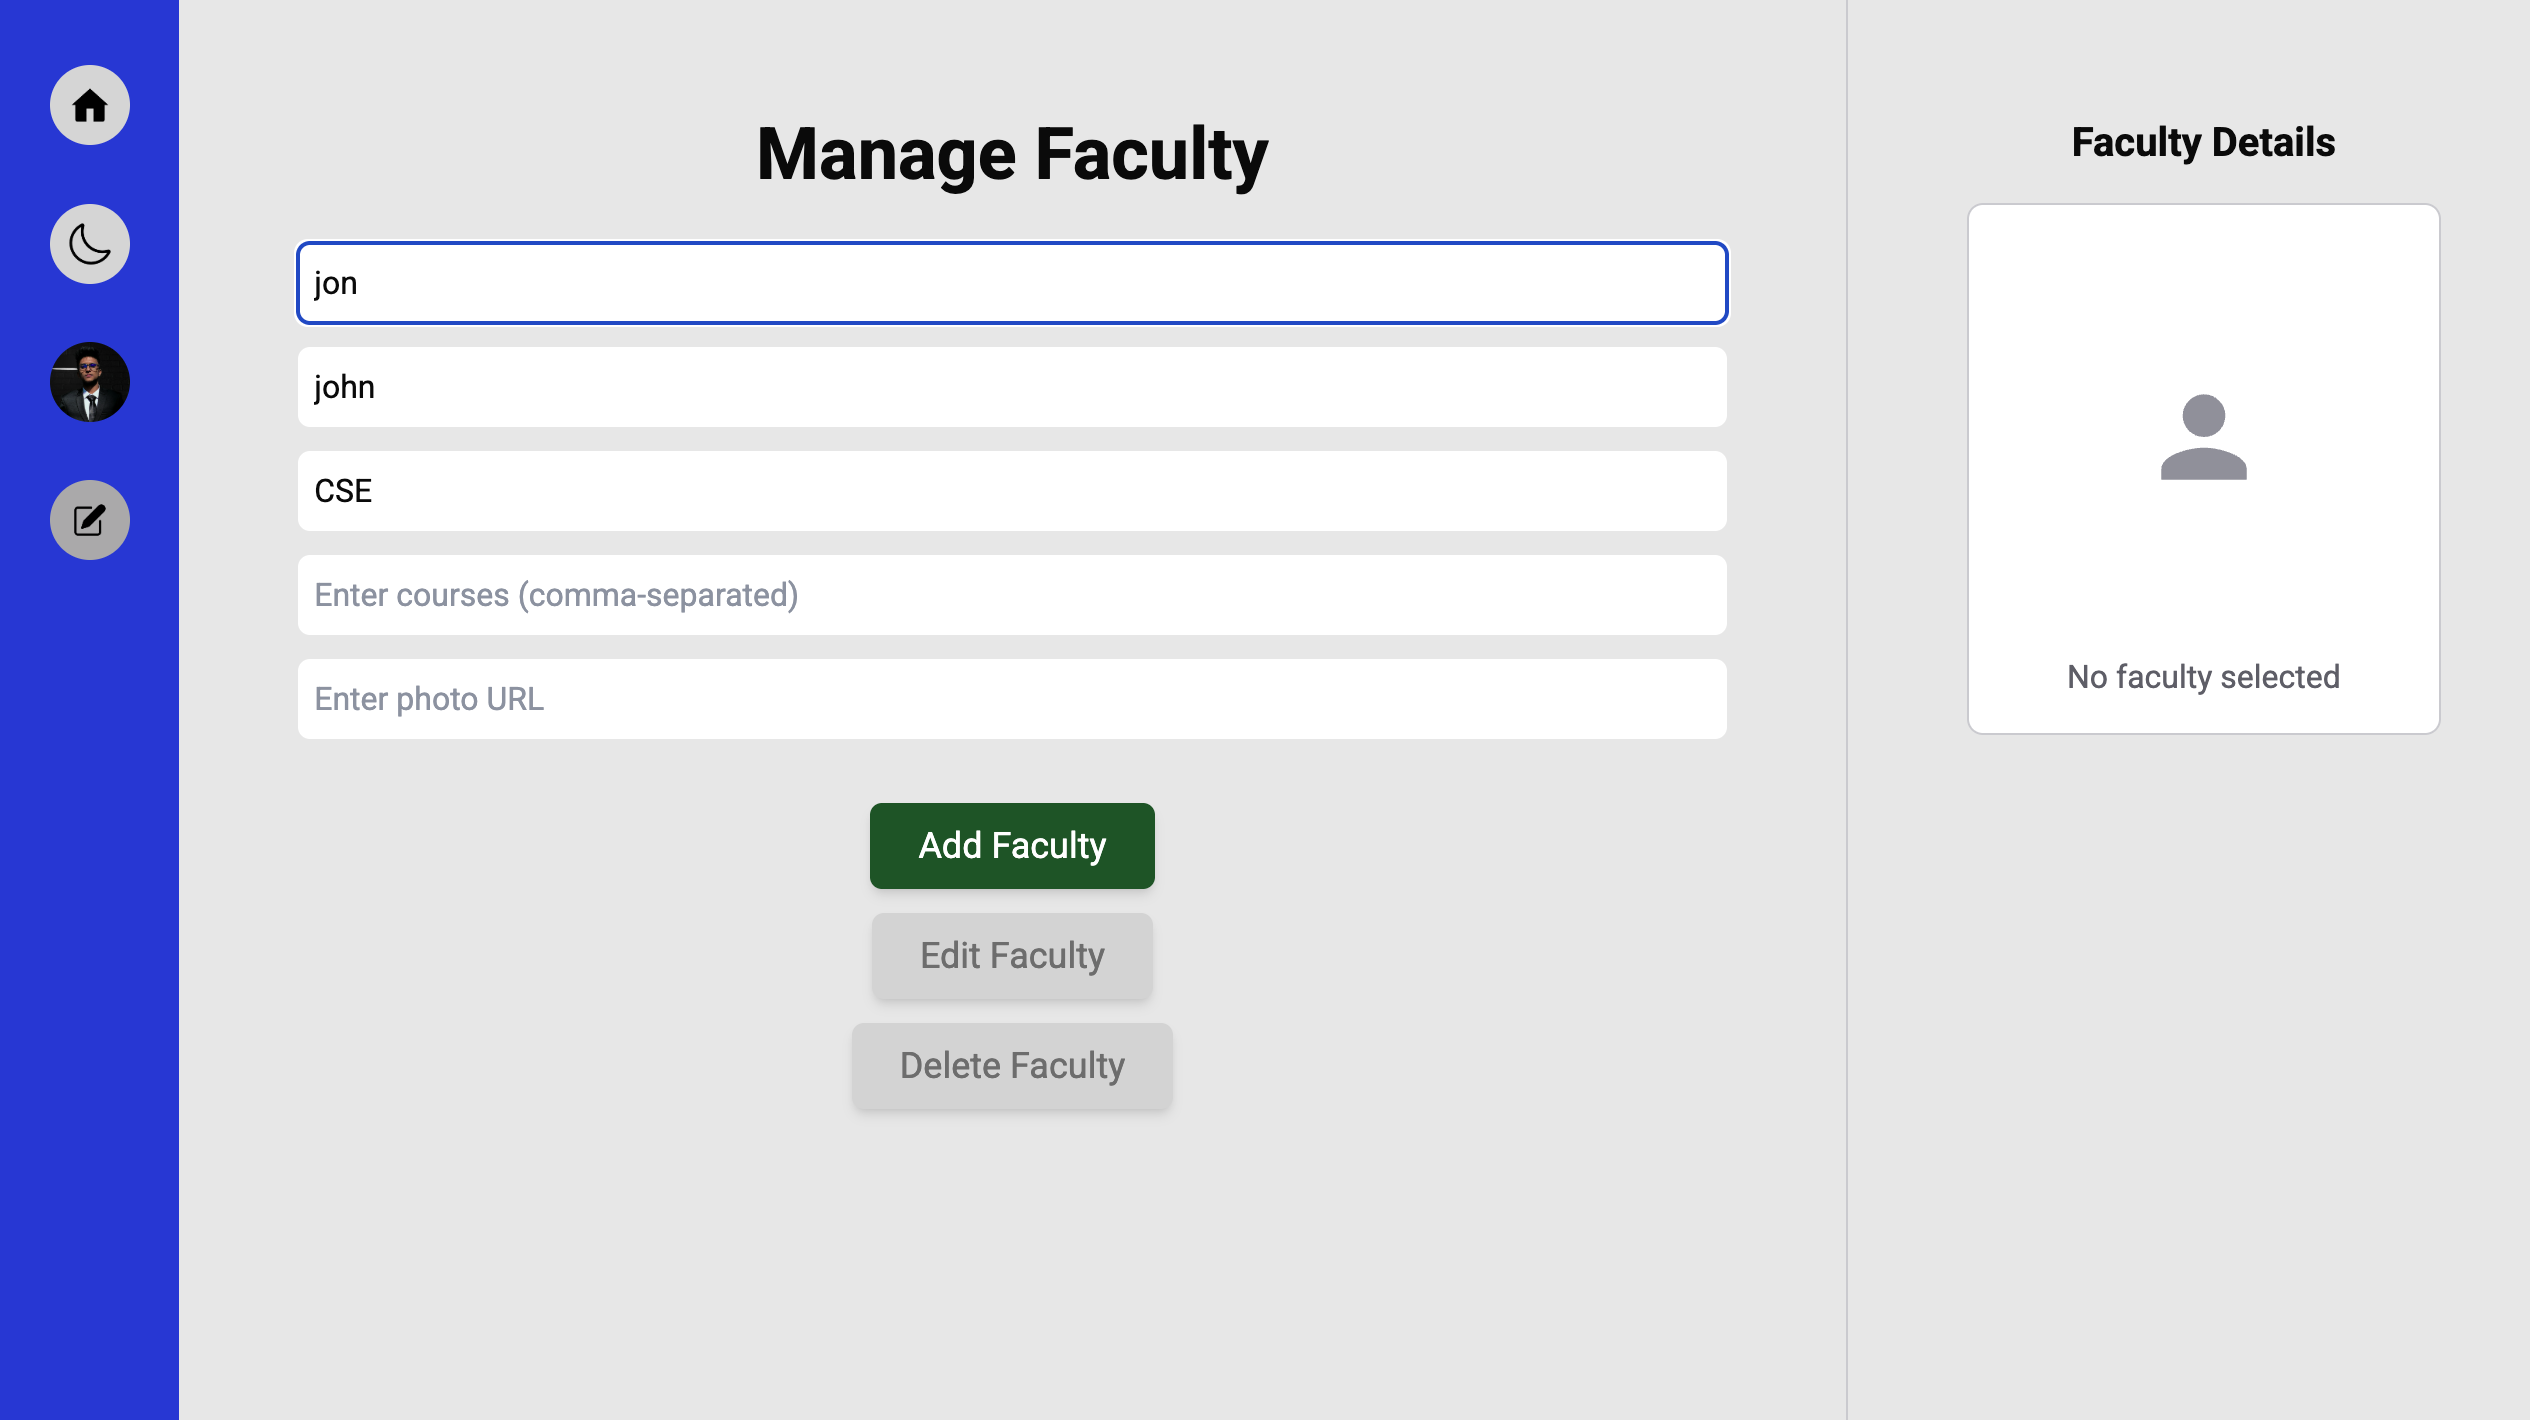 Manage Faculty
jon
john
CSE
Enter courses (comma-separated)
Enter photo URL
Add Faculty
Edit Faculty
Delete Faculty
Faculty Details
No faculty selected